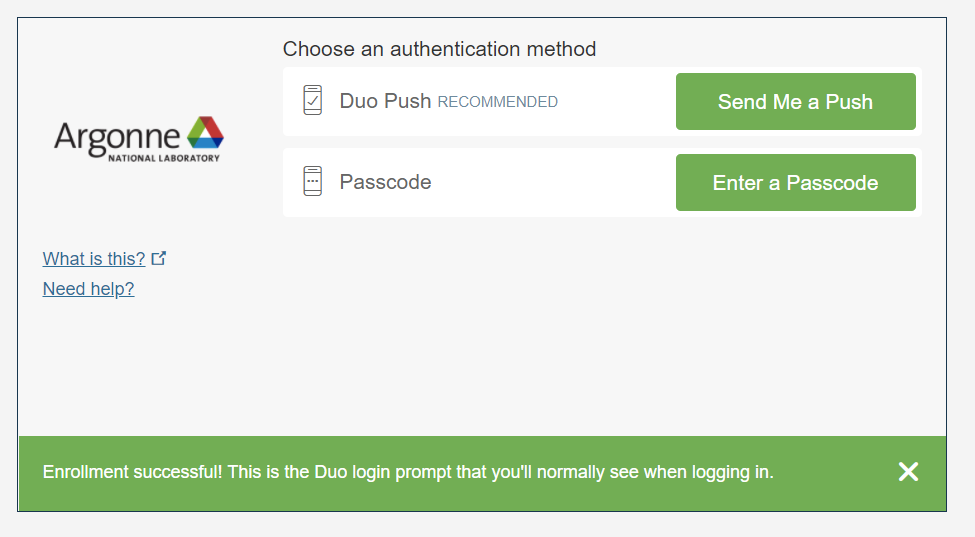 Choose an authentication method
Duo Push RECOMMENDED
Send Me a Push
Argonne
NATIONAL LABORATORY
Passcode
Enter a Passcode
What is this?
Need help?
Enrollment successful! This is the Duo login prompt that you'll normally see when logging in.